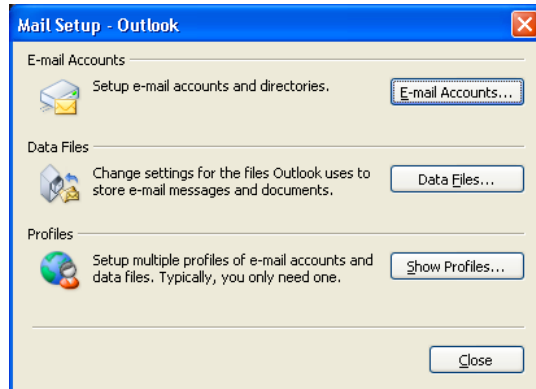 Mail Setup - Outlook
E-mail Accounts
Setup e-mail accounts and directories.
E-mail Accounts...
Data Files
Change settings for the files Outlook uses to
store e-mail messages and documents.
Data Files...
Profiles
Setup multiple profiles of e-mail accounts and
data files. Typically, you only need one.
Show Profiles...
Close